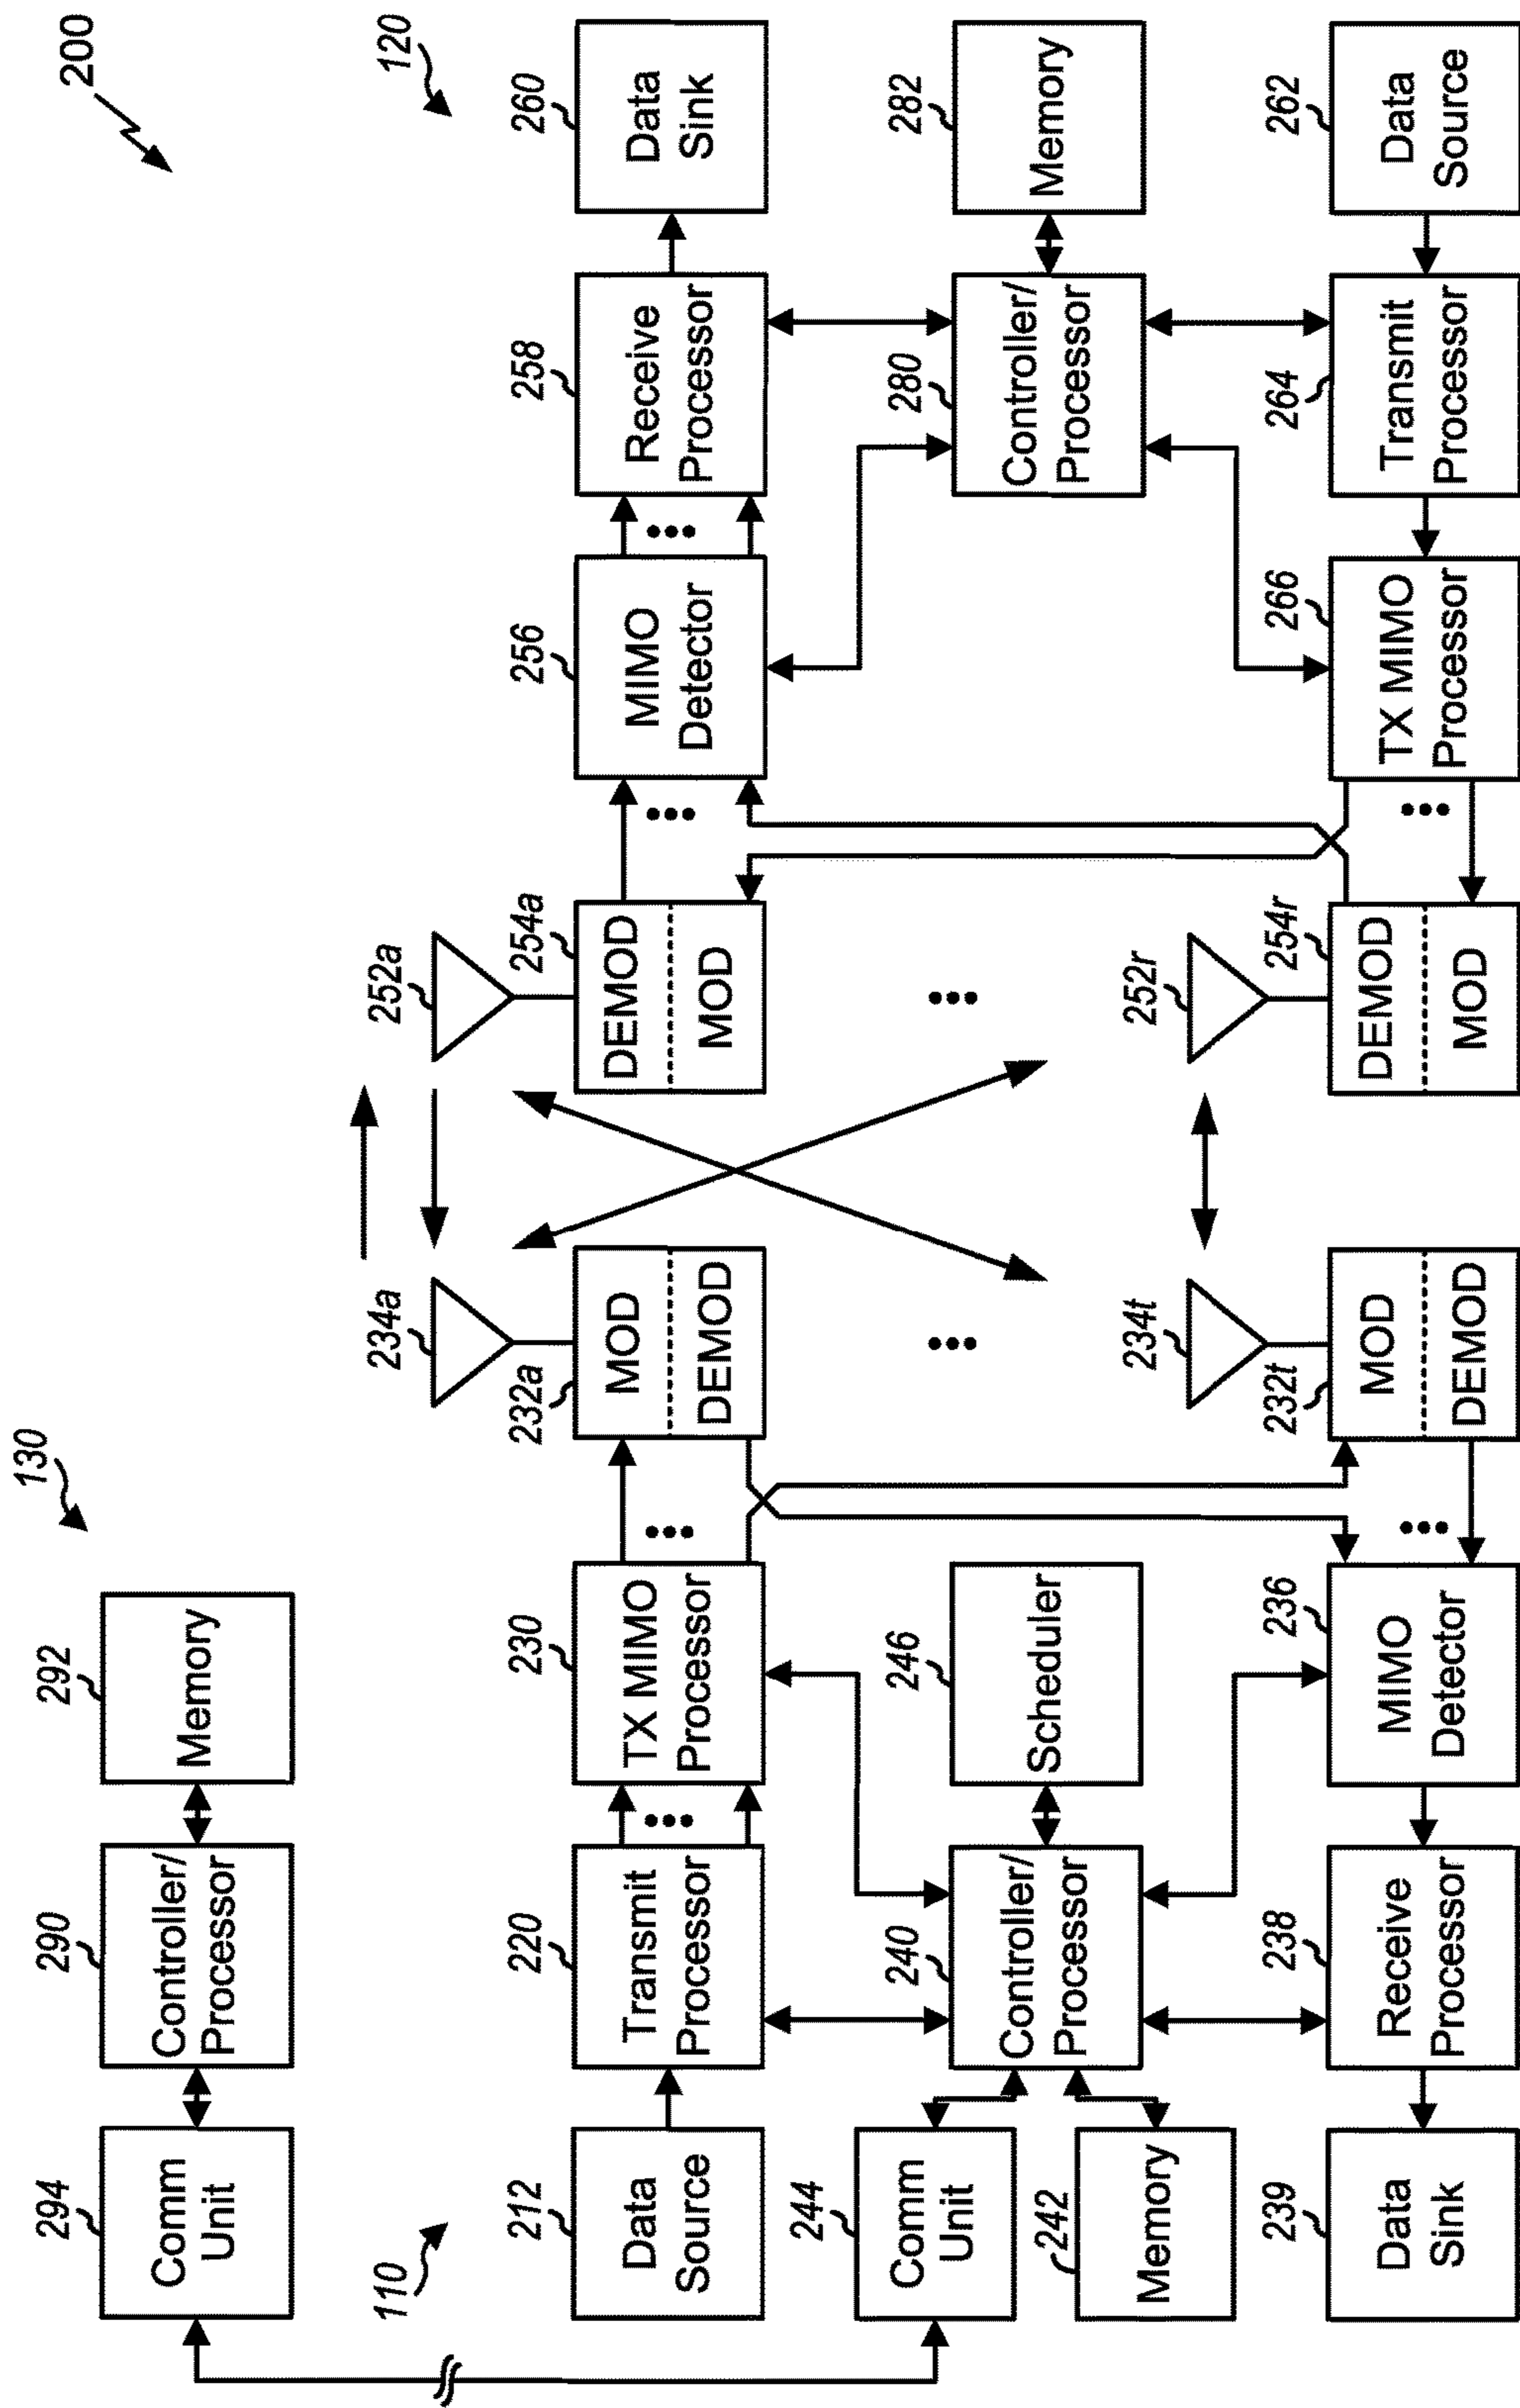 200
130
294
Comm
Unit
290
Controller/
Processor
292
Memory
110
120
212
Data
Source
220
Transmit
Processor
230
TX MIMO
Processor
232a
MOD
DEMOD
234a
252a
254a
DEMOD
MOD
256
MIMO
Detector
258
Receive
Processor
260
Data
Sink
244
Comm
Unit
242
Memory
240
Controller/
Processor
246
Scheduler
280
Controller/
Processor
282
Memory
239
Data
Sink
238
Receive
Processor
236
MIMO
Detector
232t
MOD
DEMOD
234t
252r
254r
DEMOD
MOD
266
TX MIMO
Processor
264
Transmit
Processor
262
Data
Source